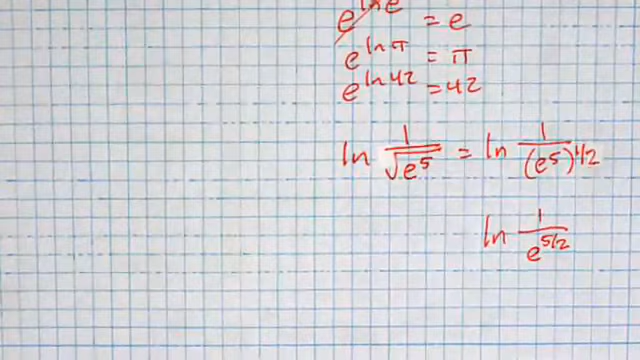 e^{ln e} = e
e^{ln π} = π
e^{ln 42} = 42
ln 1/√(e^5) = ln 1/(e^5)^{1/2}
ln 1/e^{5/2}